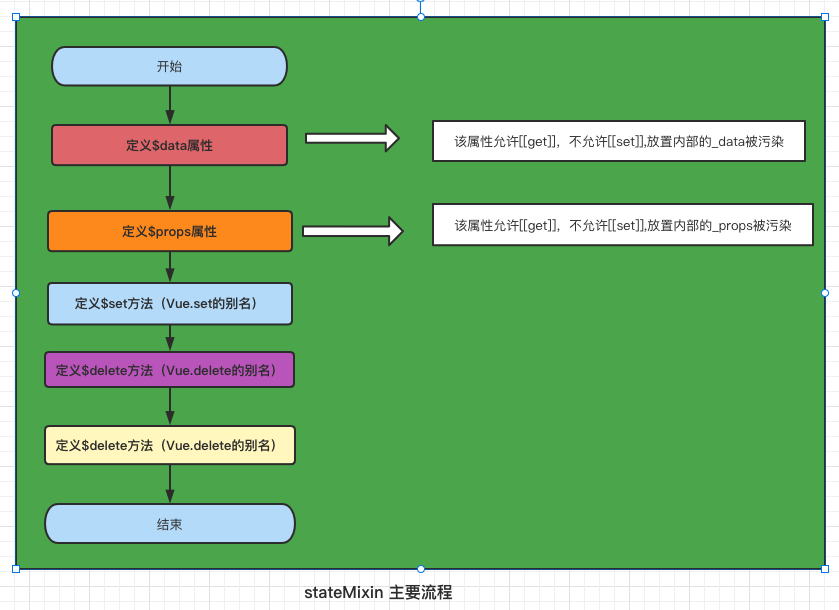 开始
定义$data属性
该属性允许[[get]]，不允许[[set]],放置内部的_data被污染
定义$props属性
该属性允许[[get]]，不允许[[set]],放置内部的_props被污染
定义$set方法（Vue.set的别名）
定义$delete方法（Vue.delete的别名）
定义$delete方法（Vue.delete的别名）
结束
stateMixin 主要流程